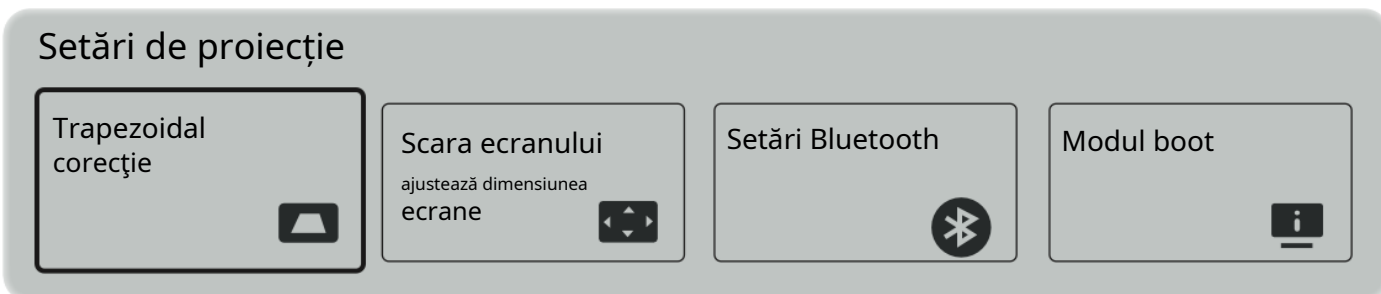 Setări de proiecție
Trapezoidal
corecţie
Scara ecranului
ajustează dimensiunea
ecrane
Setări Bluetooth
Modul boot